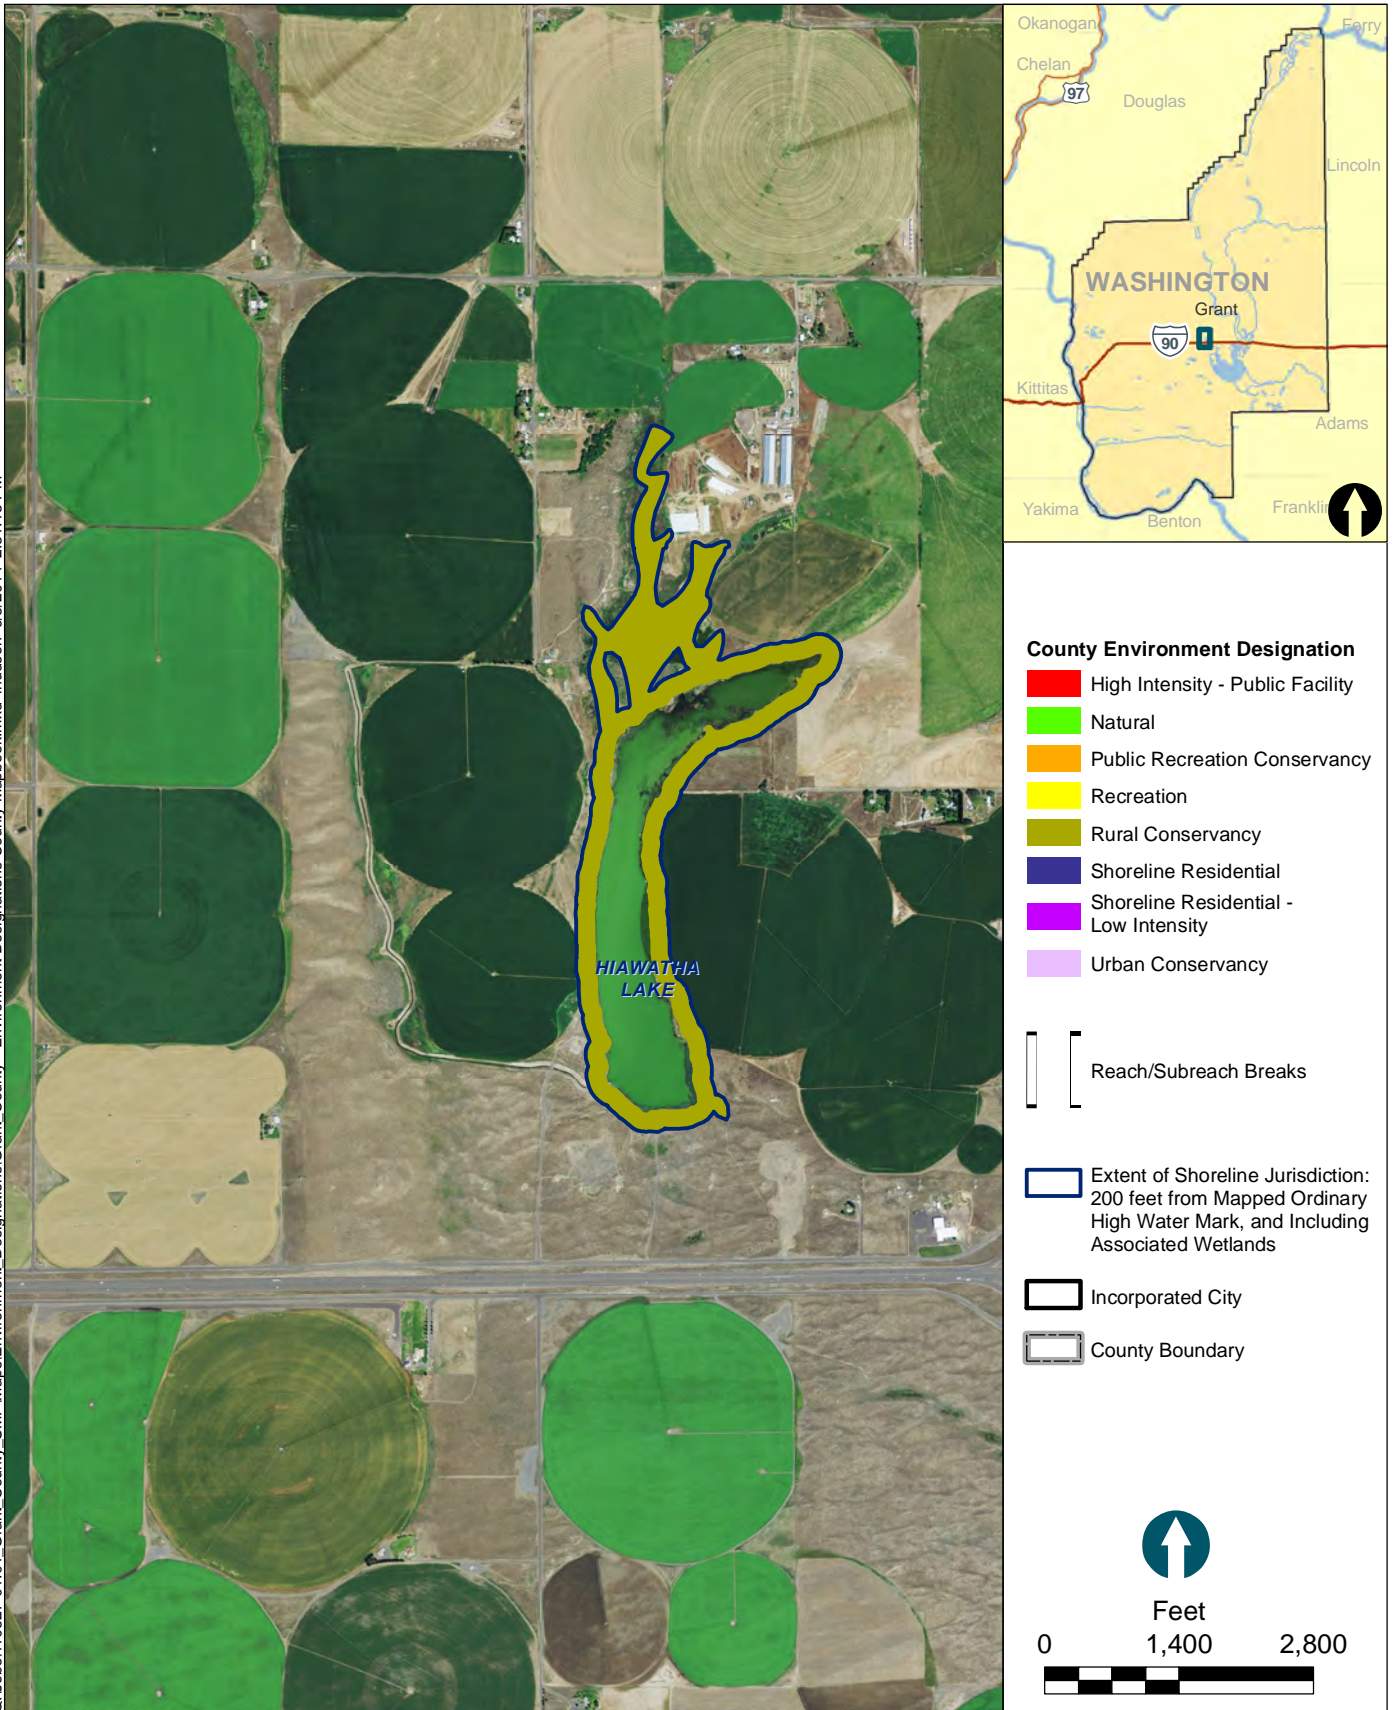 HIAWATHA
LAKE
Okanogan
Ferry
Chelan
97
Douglas
Lincoln
WASHINGTON
Grant
90
Kittitas
Adams
Yakima
Benton
County Environment Designation
High Intensity - Public Facility
Natural
Public Recreation Conservancy
Recreation
Rural Conservancy
Shoreline Residential
Shoreline Residential -
Low Intensity
Urban Conservancy
Reach/Subreach Breaks
Extent of Shoreline Jurisdiction:
200 feet from Mapped Ordinary
High Water Mark, and Including
Associated Wetlands
Incorporated City
County Boundary
Feet
0 1,400 2,800